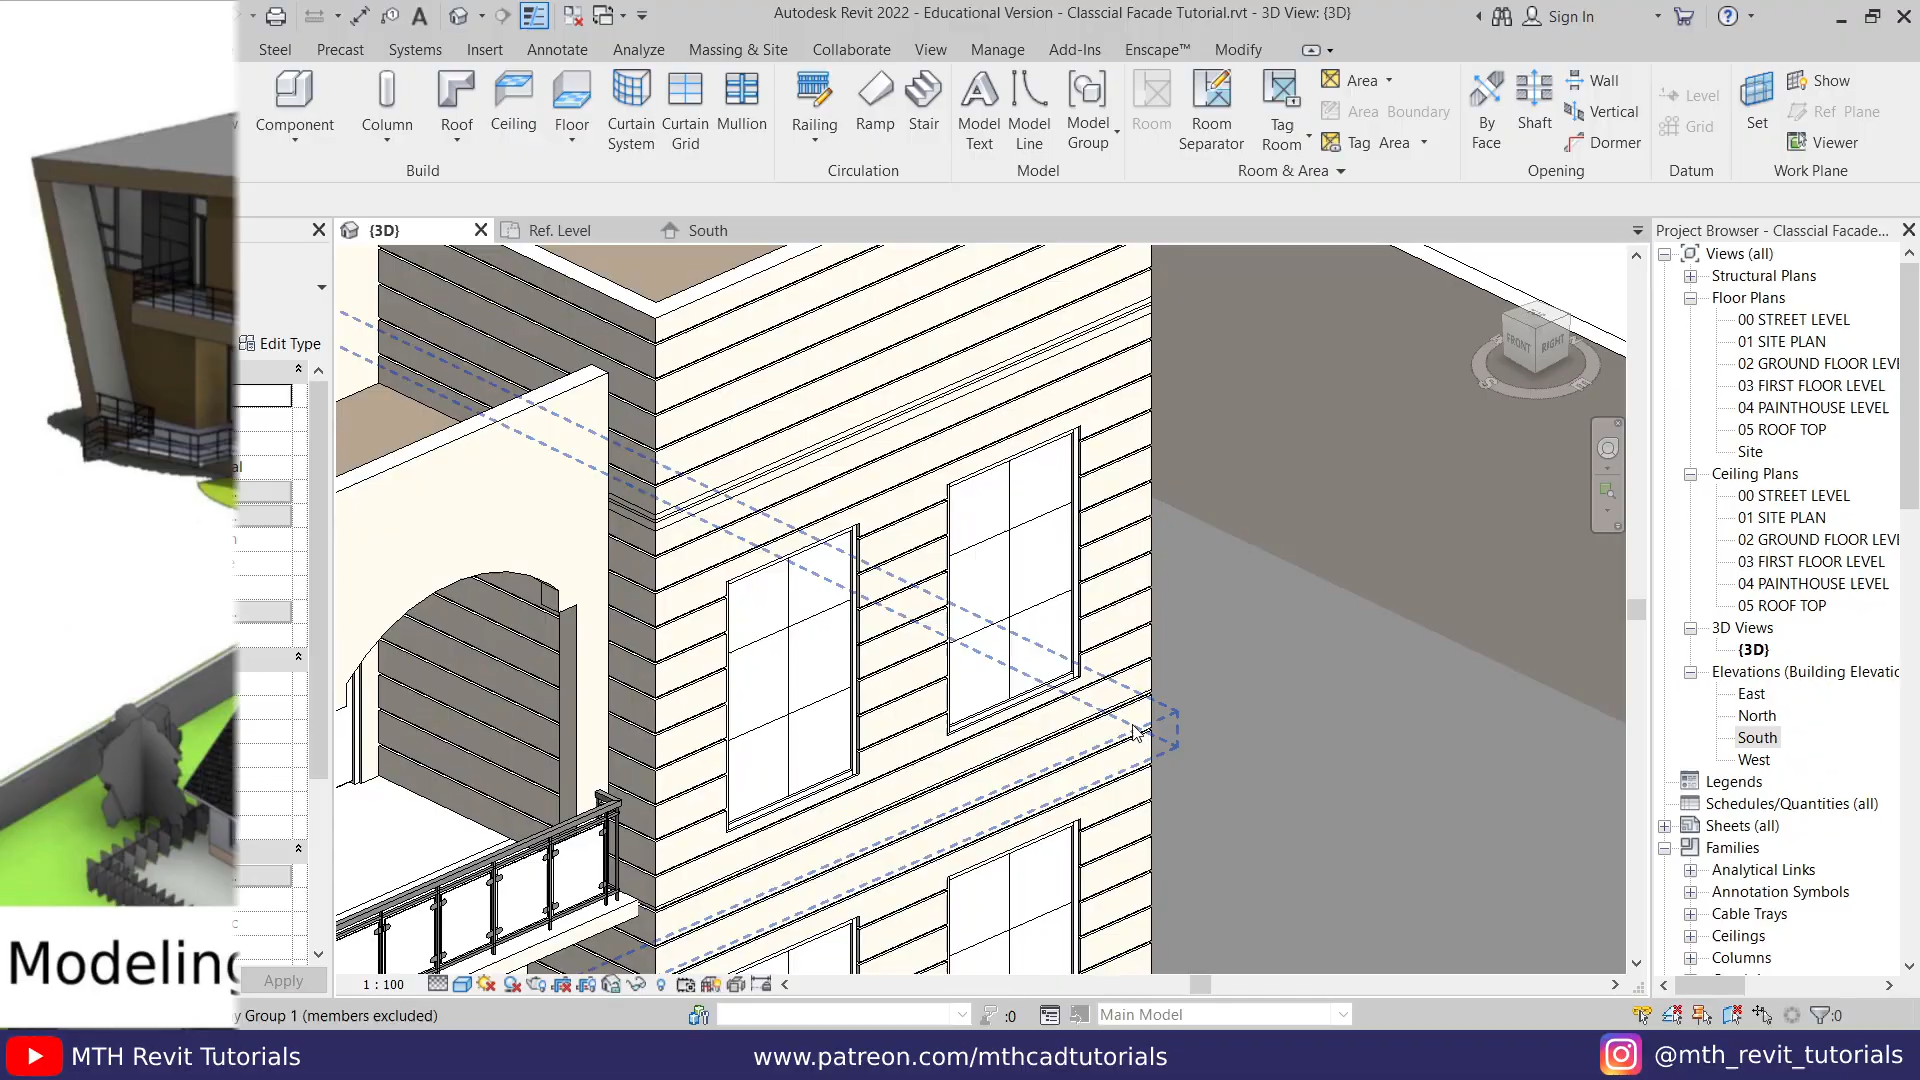 Autodesk Revit 2022 - Educational Version - Classcial Facade Tutorial.rvt - 3D View: {3D}
Sign In
Steel Precast Systems Insert Annotate Analyze Massing & Site Collaborate View Manage Add-Ins Enscape™ Modify
Component Column Roof Ceiling Floor Curtain System Curtain Grid Mullion
Railing Ramp Stair
Model Text Model Line Model Group
Room Room Separator Tag Room
Area
Area Boundary
Tag Area
By Face Shaft
Wall
Vertical
Dormer
Level
Grid
Set
Show
Ref Plane
Viewer
Build Circulation Model Room & Area Opening Datum Work Plane
{3D} Ref. Level South
Edit Type
FRONT RIGHT
Project Browser - Classcial Facade...
Views (all)
Structural Plans
Floor Plans
00 STREET LEVEL
01 SITE PLAN
02 GROUND FLOOR LEVE
03 FIRST FLOOR LEVEL
04 PAINTHOUSE LEVEL
05 ROOF TOP
Site
Ceiling Plans
00 STREET LEVEL
01 SITE PLAN
02 GROUND FLOOR LEVE
03 FIRST FLOOR LEVEL
04 PAINTHOUSE LEVEL
05 ROOF TOP
3D Views
{3D}
Elevations (Building Elevatic
East
North
South
West
Legends
Schedules/Quantities (all)
Sheets (all)
Families
Analytical Links
Annotation Symbols
Cable Trays
Ceilings
Columns
Modeling
Apply
1 : 100
y Group 1 (members excluded)
:0
Main Model
:0
MTH Revit Tutorials
www.patreon.com/mthcadtutorials
@mth_revit_tutorials